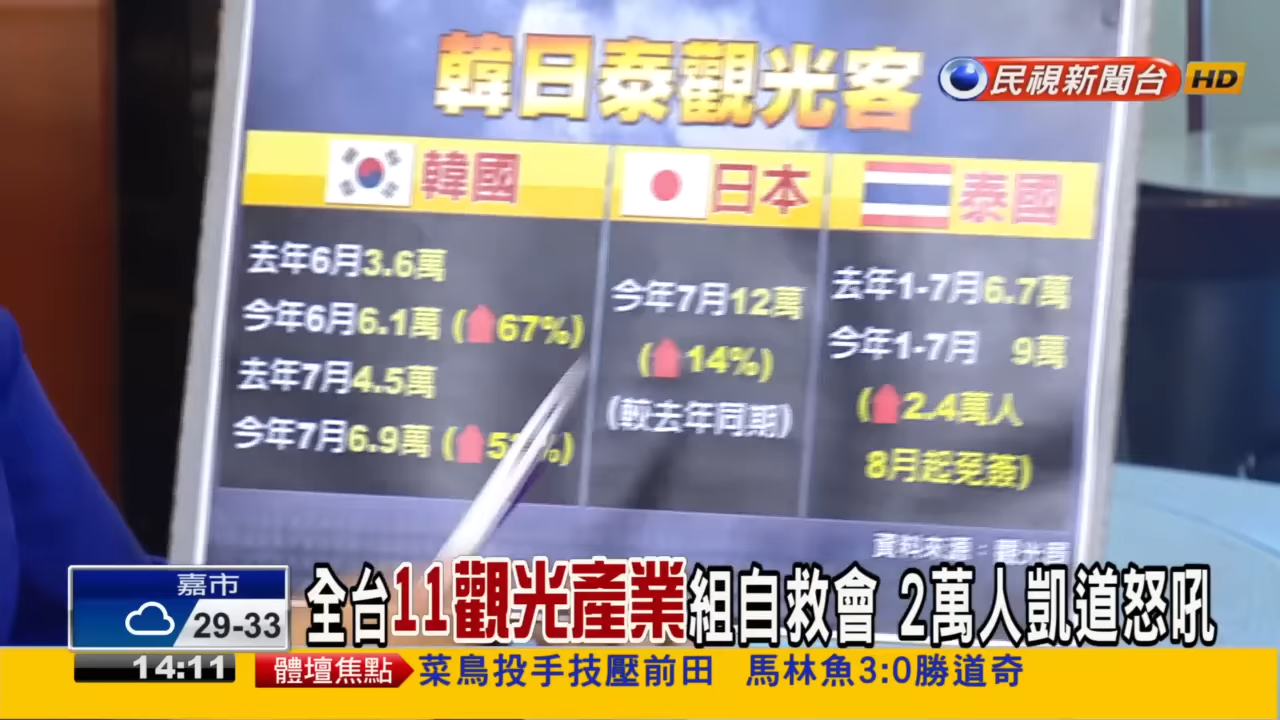 韓日泰觀光客
民視新聞台 HD
韓國
去年6月3.6萬
今年6月6.1萬(67%)
去年7月4.5萬
今年7月6.9萬(5
日本
今年7月12萬
(14%)
(較去年同期)
泰國
去年1-7月6.7萬
今年1-7月 9萬
(2.4萬人
8月起免簽)
資料來源:觀光局
嘉市
29-33
全台11觀光產業組自救會 2萬人凱道怒吼
14:11
體壇焦點
菜鳥投手技壓前田 馬林魚3:0勝道奇